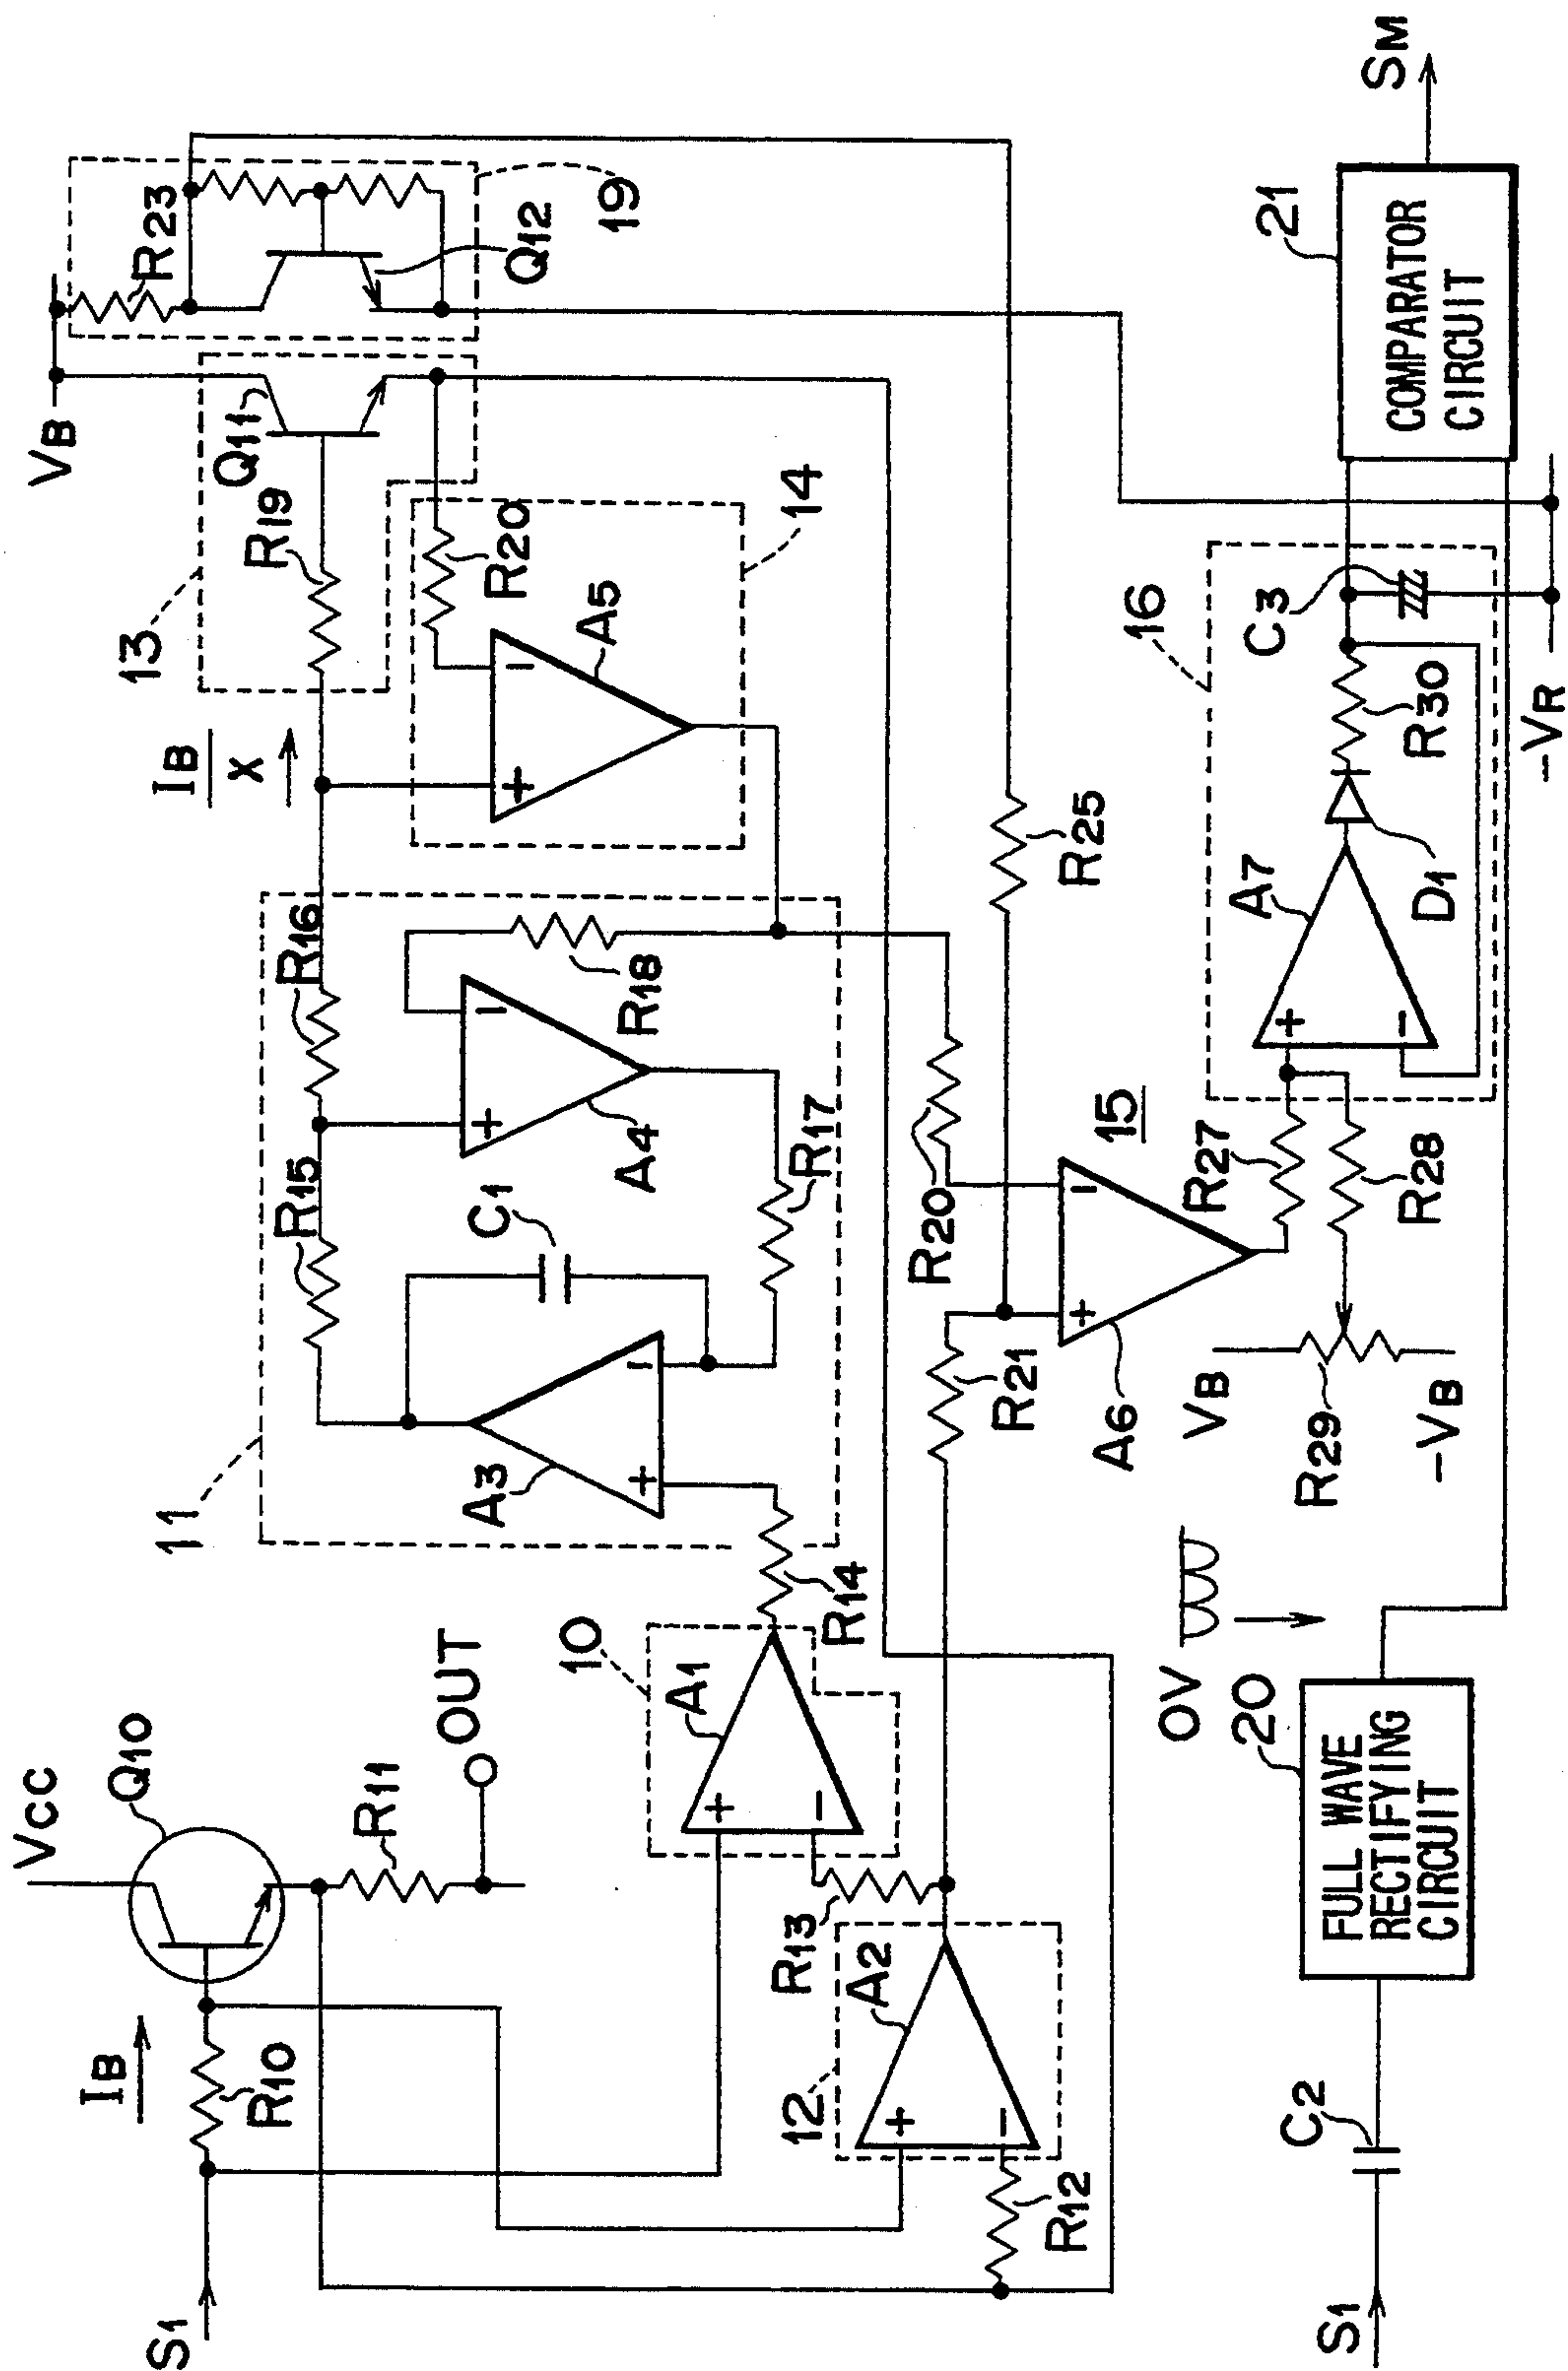 S1
IB
R10
VCC
Q10
R11
OUT
11
R15
R16
IB
X
13
R19
Q11
VB
R23
Q12
19
C1
A3
+
-
A4
+
-
R18
R17
A5
+
-
R20
14
10
A1
+
-
R14
R13
12
A2
+
-
R12
R21
R20
R25
A6
+
-
15
R27
R28
VB
R29
-VB
16
A7
+
-
D1
R30
C3
-VR
S1
C2
20
FULL WAVE
RECTIFYING
CIRCUIT
0V
21
COMPARATOR
CIRCUIT
SM